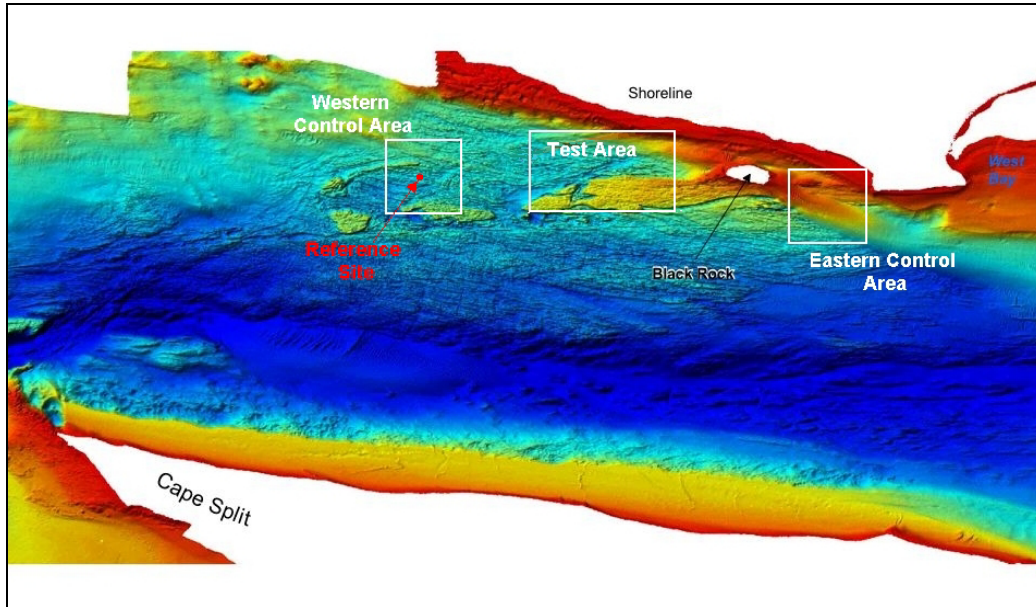 Shoreline
Western
Control Area
Test Area
West
Bay
Reference
Site
Black Rock
Eastern Control
Area
Cape Split